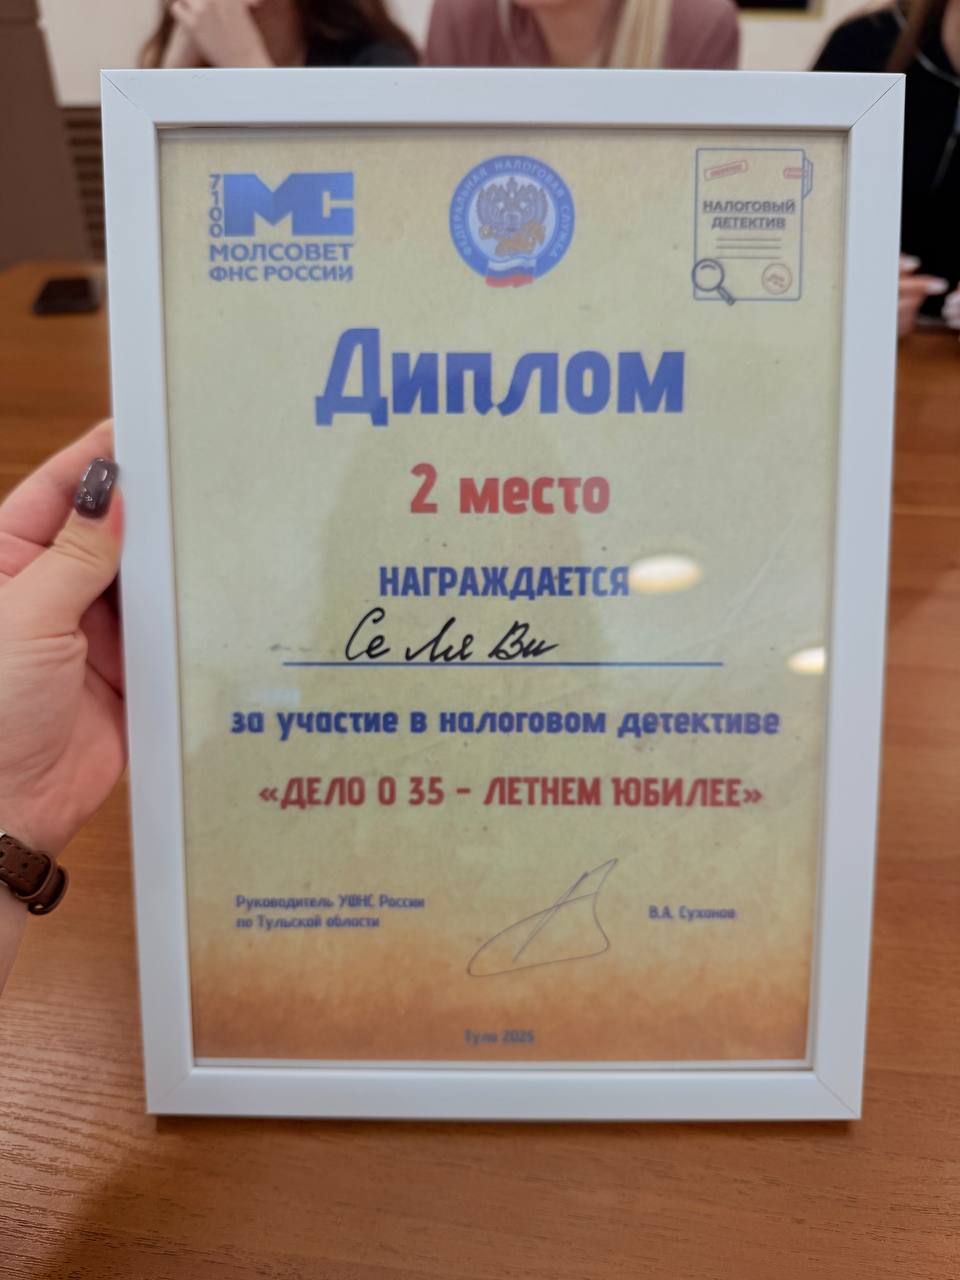 7100
МС
МОЛСОВЕТ
ФНС РОССИИ
ФЕДЕРАЛЬНАЯ НАЛОГОВАЯ СЛУЖБА
НАЛОГОВЫЙ
ДЕТЕКТИВ
Диплом
2 место
НАГРАЖДАЕТСЯ
Се Ля Ви
за участие в налоговом детективе
«ДЕЛО О 35 - ЛЕТНЕМ ЮБИЛЕЕ»
Руководитель УФНС России
по Тульской области
В.А. Суханов
Тула 2025